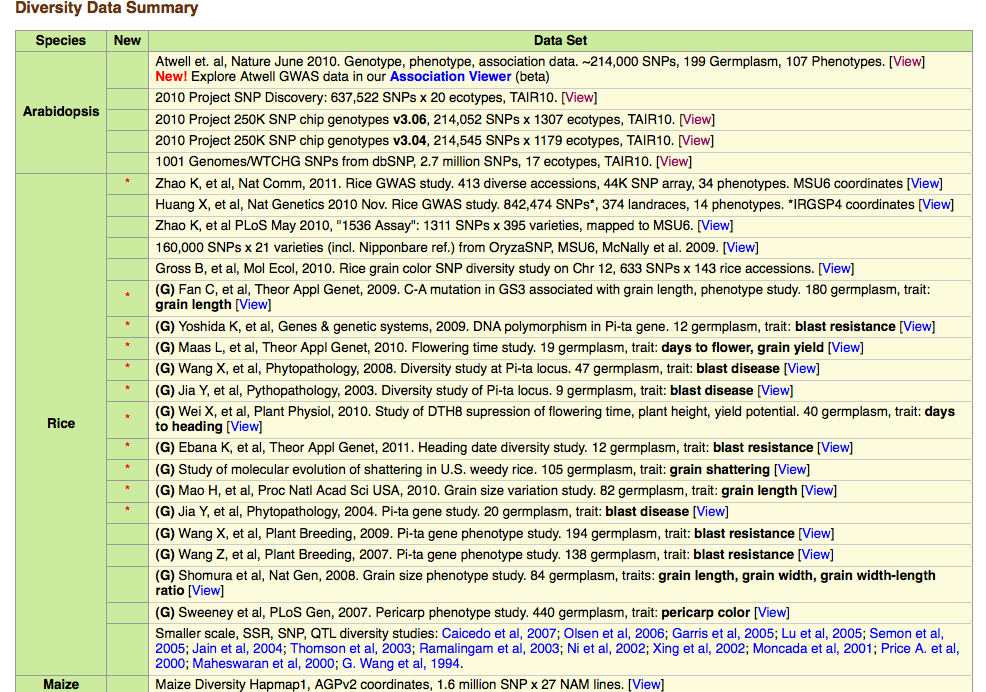 Diversity Data Summary
Species New Data Set
Arabidopsis
Atwell et. al, Nature June 2010. Genotype, phenotype, association data. ~214,000 SNPs, 199 Germplasm, 107 Phenotypes. [View]
New! Explore Atwell GWAS data in our Association Viewer (beta)
2010 Project SNP Discovery: 637,522 SNPs x 20 ecotypes, TAIR10. [View]
2010 Project 250K SNP chip genotypes v3.06, 214,052 SNPs x 1307 ecotypes, TAIR10. [View]
2010 Project 250K SNP chip genotypes v3.04, 214,545 SNPs x 1179 ecotypes, TAIR10. [View]
1001 Genomes/WTCHG SNPs from dbSNP, 2.7 million SNPs, 17 ecotypes, TAIR10. [View]
Rice
* Zhao K, et al, Nat Comm, 2011. Rice GWAS study. 413 diverse accessions, 44K SNP array, 34 phenotypes. MSU6 coordinates [View]
Huang X, et al, Nat Genetics 2010 Nov. Rice GWAS study. 842,474 SNPs*, 374 landraces, 14 phenotypes. *IRGSP4 coordinates [View]
Zhao K, et al PLoS May 2010, "1536 Assay": 1311 SNPs x 395 varieties, mapped to MSU6. [View]
160,000 SNPs x 21 varieties (incl. Nipponbare ref.) from OryzaSNP, MSU6, McNally et al. 2009. [View]
Gross B, et al, Mol Ecol, 2010. Rice grain color SNP diversity study on Chr 12, 633 SNPs x 143 rice accessions. [View]
* (G) Fan C, et al, Theor Appl Genet, 2009. C-A mutation in GS3 associated with grain length, phenotype study. 180 germplasm, trait:
grain length [View]
* (G) Yoshida K, et al, Genes & genetic systems, 2009. DNA polymorphism in Pi-ta gene. 12 germplasm, trait: blast resistance [View]
* (G) Maas L, et al, Theor Appl Genet, 2010. Flowering time study. 19 germplasm, trait: days to flower, grain yield [View]
* (G) Wang X, et al, Phytopathology, 2008. Diversity study at Pi-ta locus. 47 germplasm, trait: blast disease [View]
* (G) Jia Y, et al, Pythopathology, 2003. Diversity study of Pi-ta locus. 9 germplasm, trait: blast disease [View]
* (G) Wei X, et al, Plant Physiol, 2010. Study of DTH8 supression of flowering time, plant height, yield potential. 40 germplasm, trait: days
to heading [View]
* (G) Ebana K, et al, Theor Appl Genet, 2011. Heading date diversity study. 12 germplasm, trait: blast resistance [View]
* (G) Study of molecular evolution of shattering in U.S. weedy rice. 105 germplasm, trait: grain shattering [View]
* (G) Mao H, et al, Proc Natl Acad Sci USA, 2010. Grain size variation study. 82 germplasm, trait: grain length [View]
* (G) Jia Y, et al, Phytopathology, 2004. Pi-ta gene study. 20 germplasm, trait: blast disease [View]
(G) Wang X, et al, Plant Breeding, 2009. Pi-ta gene phenotype study. 194 germplasm, trait: blast resistance [View]
(G) Wang Z, et al, Plant Breeding, 2007. Pi-ta gene phenotype study. 138 germplasm, trait: blast resistance [View]
(G) Shomura et al, Nat Gen, 2008. Grain size phenotype study. 84 germplasm, traits: grain length, grain width, grain width-length
ratio [View]
(G) Sweeney et al, PLoS Gen, 2007. Pericarp phenotype study. 440 germplasm, trait: pericarp color [View]
Smaller scale, SSR, SNP, QTL diversity studies: Caicedo et al, 2007; Olsen et al, 2006; Garris et al, 2005; Lu et al, 2005; Semon et al,
2005; Jain et al, 2004; Thomson et al, 2003; Ramalingam et al, 2003; Ni et al, 2002; Xing et al, 2002; Moncada et al, 2001; Price A. et al,
2000; Maheswaran et al, 2000; G. Wang et al, 1994.
Maize Maize Diversity Hapmap1, AGPv2 coordinates, 1.6 million SNP x 27 NAM lines. [View]